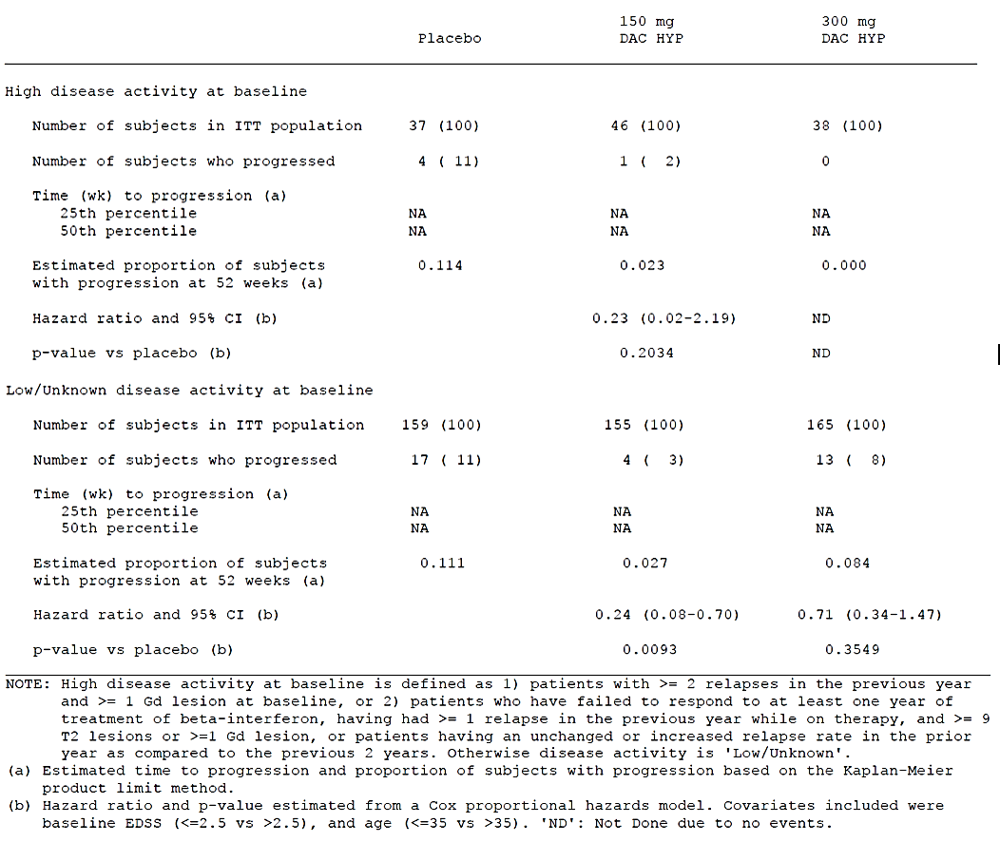 150 mg 300 mg
Placebo DAC HYP DAC HYP
High disease activity at baseline
Number of subjects in ITT population 37 (100) 46 (100) 38 (100)
Number of subjects who progressed 4 ( 11) 1 ( 2) 0
Time (wk) to progression (a)
25th percentile NA NA NA
50th percentile NA NA NA
Estimated proportion of subjects 0.114 0.023 0.000
with progression at 52 weeks (a)
Hazard ratio and 95% CI (b) 0.23 (0.02-2.19) ND
p-value vs placebo (b) 0.2034 ND
Low/Unknown disease activity at baseline
Number of subjects in ITT population 159 (100) 155 (100) 165 (100)
Number of subjects who progressed 17 ( 11) 4 ( 3) 13 ( 8)
Time (wk) to progression (a)
25th percentile NA NA NA
50th percentile NA NA NA
Estimated proportion of subjects 0.111 0.027 0.084
with progression at 52 weeks (a)
Hazard ratio and 95% CI (b) 0.24 (0.08-0.70) 0.71 (0.34-1.47)
p-value vs placebo (b) 0.0093 0.3549
NOTE: High disease activity at baseline is defined as 1) patients with >= 2 relapses in the previous year
and >= 1 Gd lesion at baseline, or 2) patients who have failed to respond to at least one year of
treatment of beta-interferon, having had >= 1 relapse in the previous year while on therapy, and >= 9
T2 lesions or >=1 Gd lesion, or patients having an unchanged or increased relapse rate in the prior
year as compared to the previous 2 years. Otherwise disease activity is 'Low/Unknown'.
(a) Estimated time to progression and proportion of subjects with progression based on the Kaplan-Meier
product limit method.
(b) Hazard ratio and p-value estimated from a Cox proportional hazards model. Covariates included were
baseline EDSS (<=2.5 vs >2.5), and age (<=35 vs >35). 'ND': Not Done due to no events.